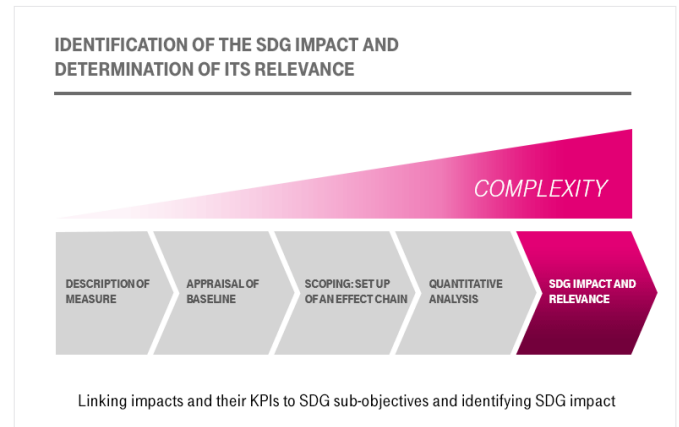 IDENTIFICATION OF THE SDG IMPACT AND
DETERMINATION OF ITS RELEVANCE
COMPLEXITY
DESCRIPTION OF
MEASURE
APPRAISAL OF
BASELINE
SCOPING: SET UP
OF AN EFFECT CHAIN
QUANTITATIVE
ANALYSIS
SDG IMPACT AND
RELEVANCE
Linking impacts and their KPIs to SDG sub-objectives and identifying SDG impact